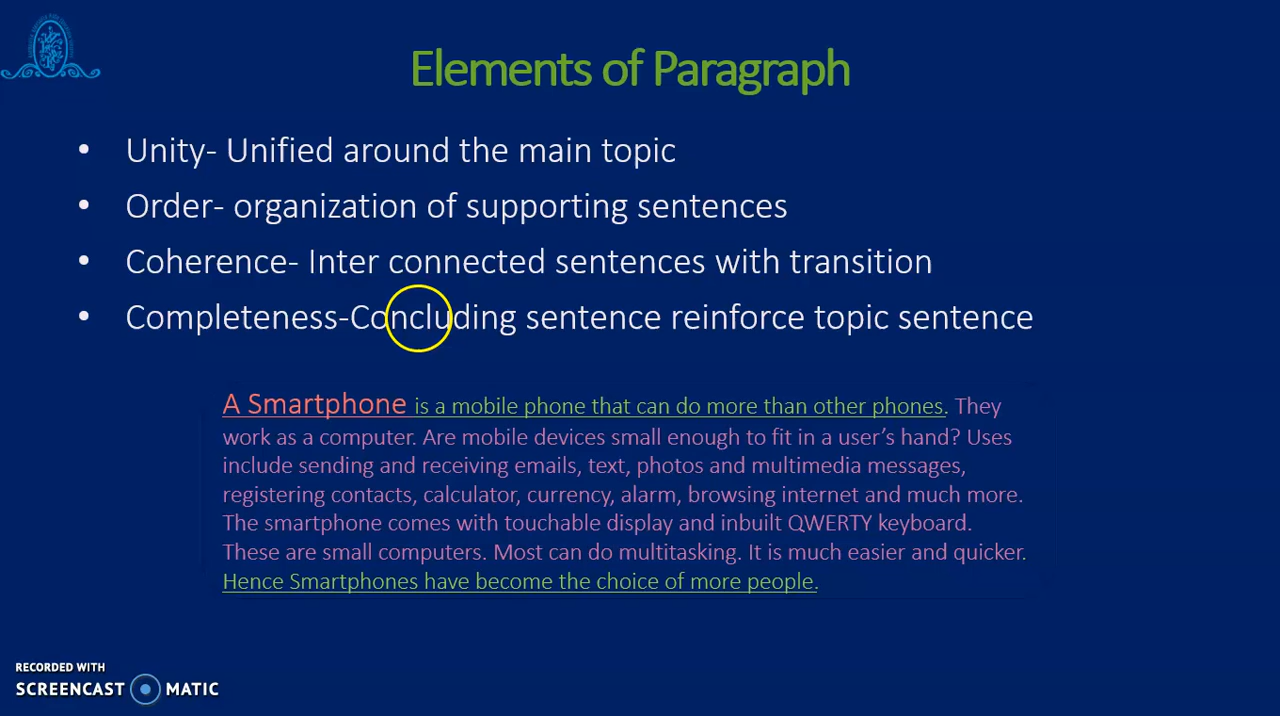 Elements of Paragraph
• Unity- Unified around the main topic
• Order- organization of supporting sentences
• Coherence- Inter connected sentences with transition
• Completeness-Concluding sentence reinforce topic sentence
A Smartphone is a mobile phone that can do more than other phones. They
work as a computer. Are mobile devices small enough to fit in a user’s hand? Uses
include sending and receiving emails, text, photos and multimedia messages,
registering contacts, calculator, currency, alarm, browsing internet and much more.
The smartphone comes with touchable display and inbuilt QWERTY keyboard.
These are small computers. Most can do multitasking. It is much easier and quicker.
Hence Smartphones have become the choice of more people.
RECORDED WITH
SCREENCAST MATIC